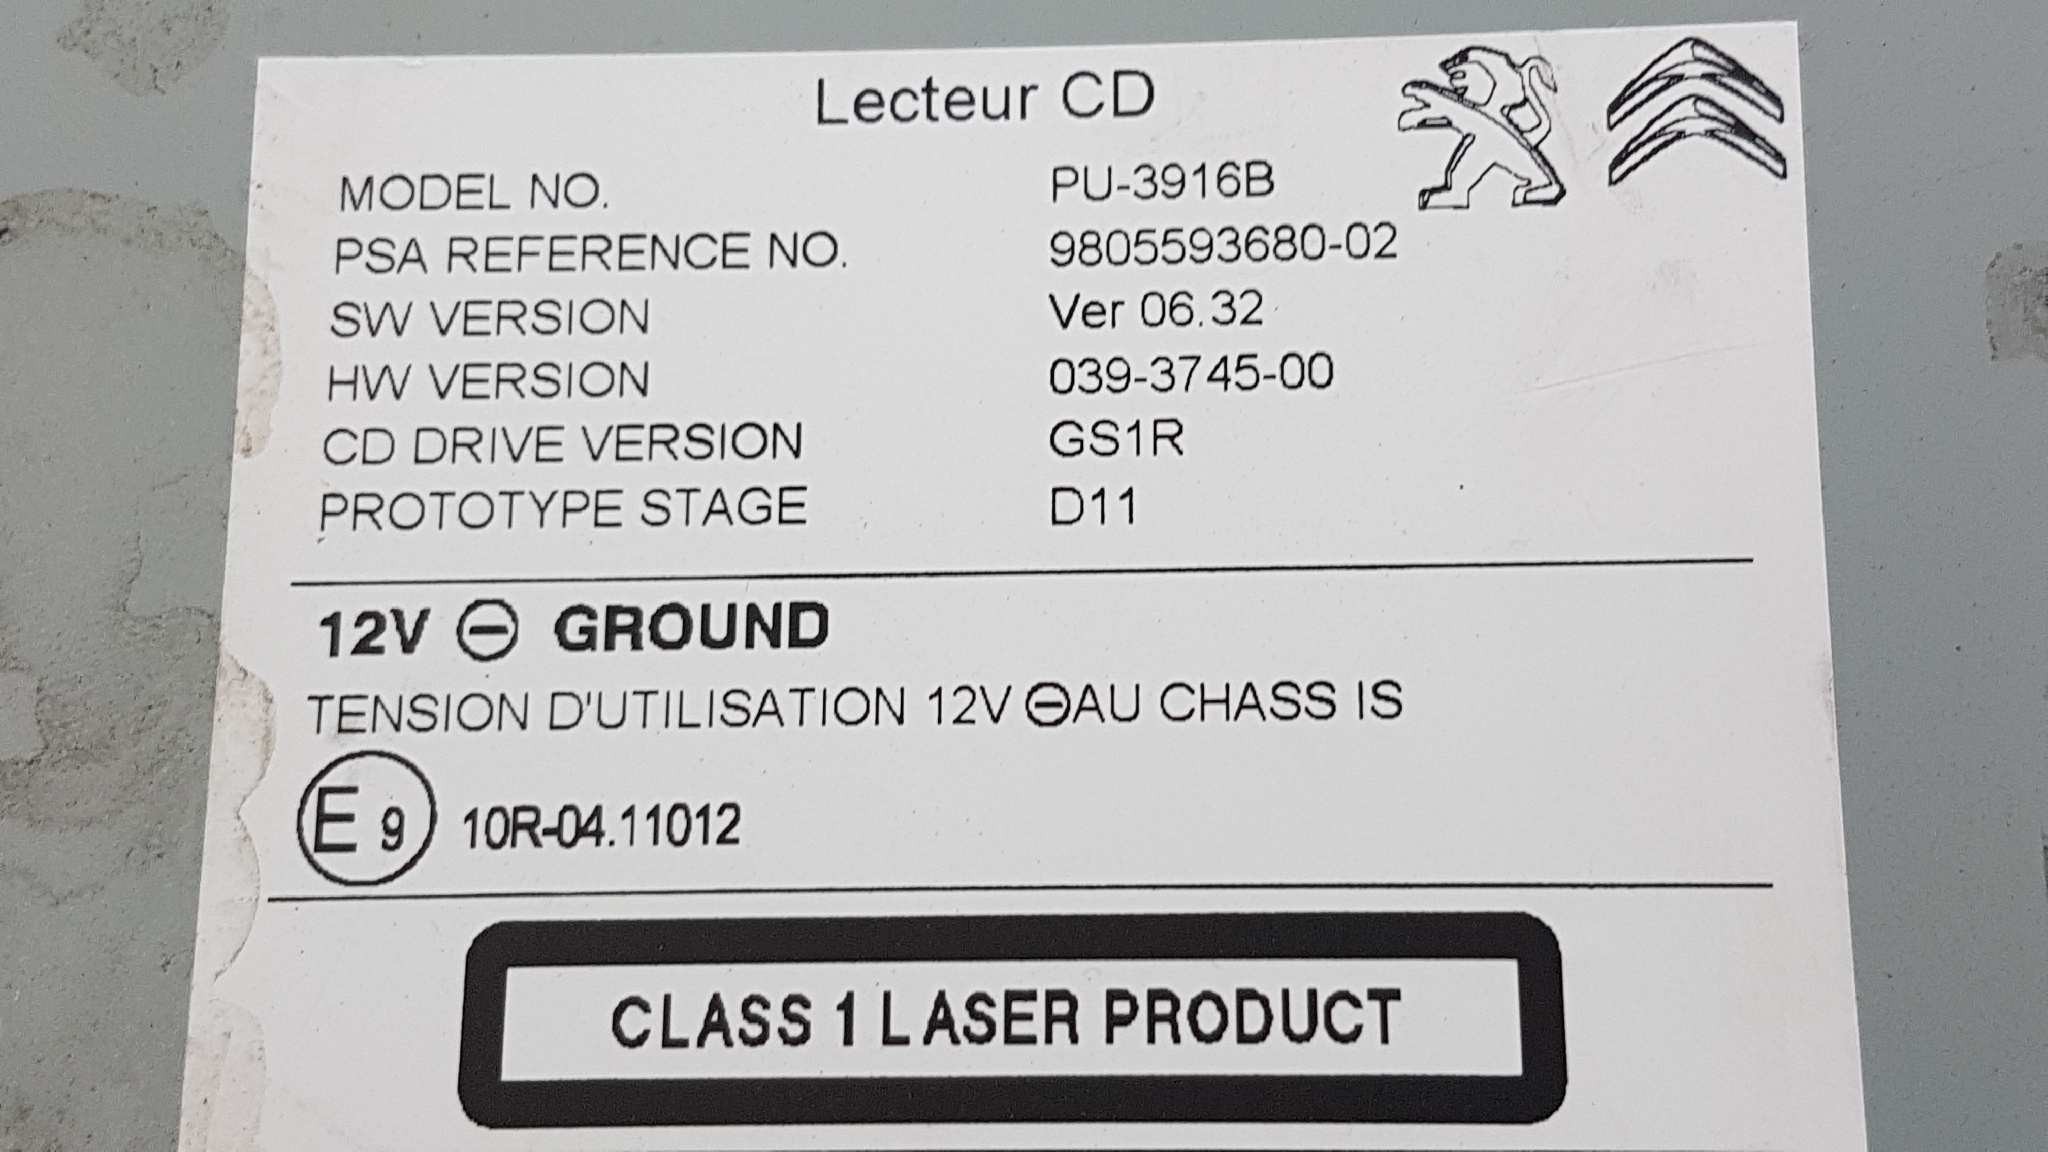 Lecteur CD
MODEL NO. PU-3916B
PSA REFERENCE NO. 9805593680-02
SW VERSION Ver 06.32
HW VERSION 039-3745-00
CD DRIVE VERSION GS1R
PROTOTYPE STAGE D11
12V ⊖ GROUND
TENSION D'UTILISATION 12V ⊖AU CHASS IS
E 9 10R-04.11012
CLASS 1 L ASER PRODUCT